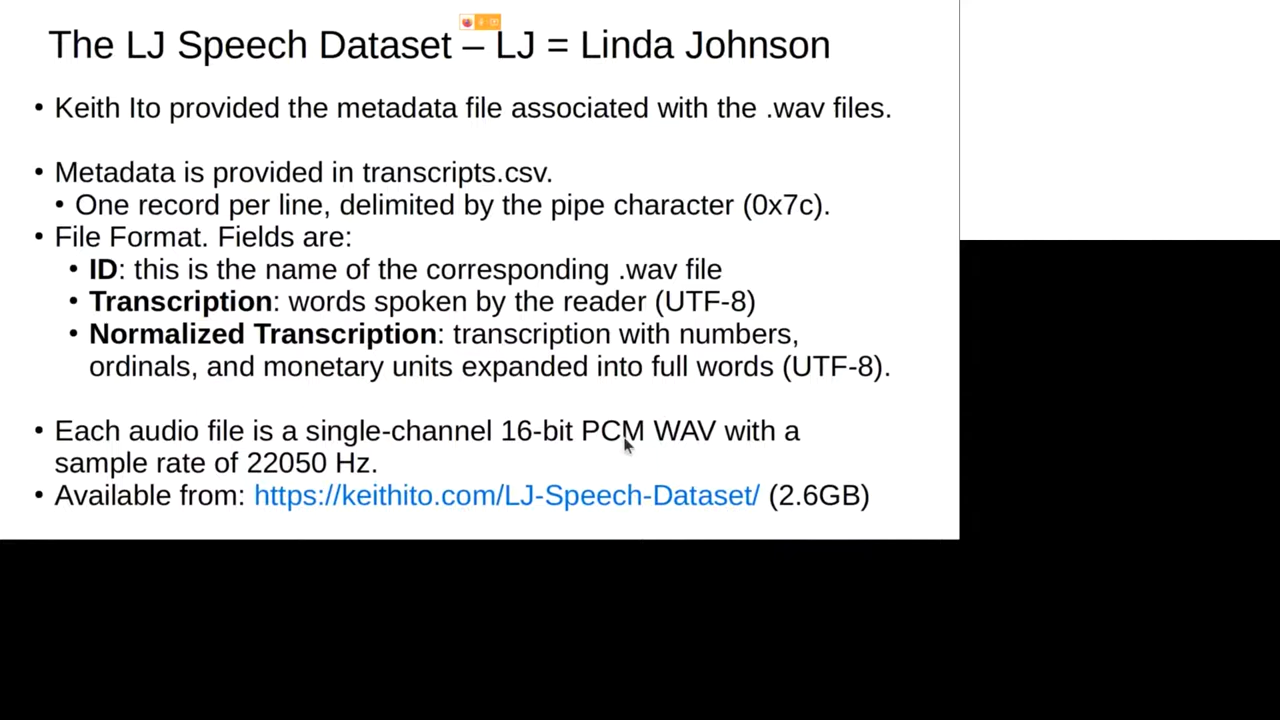 The LJ Speech Dataset – LJ = Linda Johnson
• Keith Ito provided the metadata file associated with the .wav files.
• Metadata is provided in transcripts.csv.
• One record per line, delimited by the pipe character (0x7c).
• File Format. Fields are:
• ID: this is the name of the corresponding .wav file
• Transcription: words spoken by the reader (UTF-8)
• Normalized Transcription: transcription with numbers,
ordinals, and monetary units expanded into full words (UTF-8).
• Each audio file is a single-channel 16-bit PCM WAV with a
sample rate of 22050 Hz.
• Available from: https://keithito.com/LJ-Speech-Dataset/ (2.6GB)